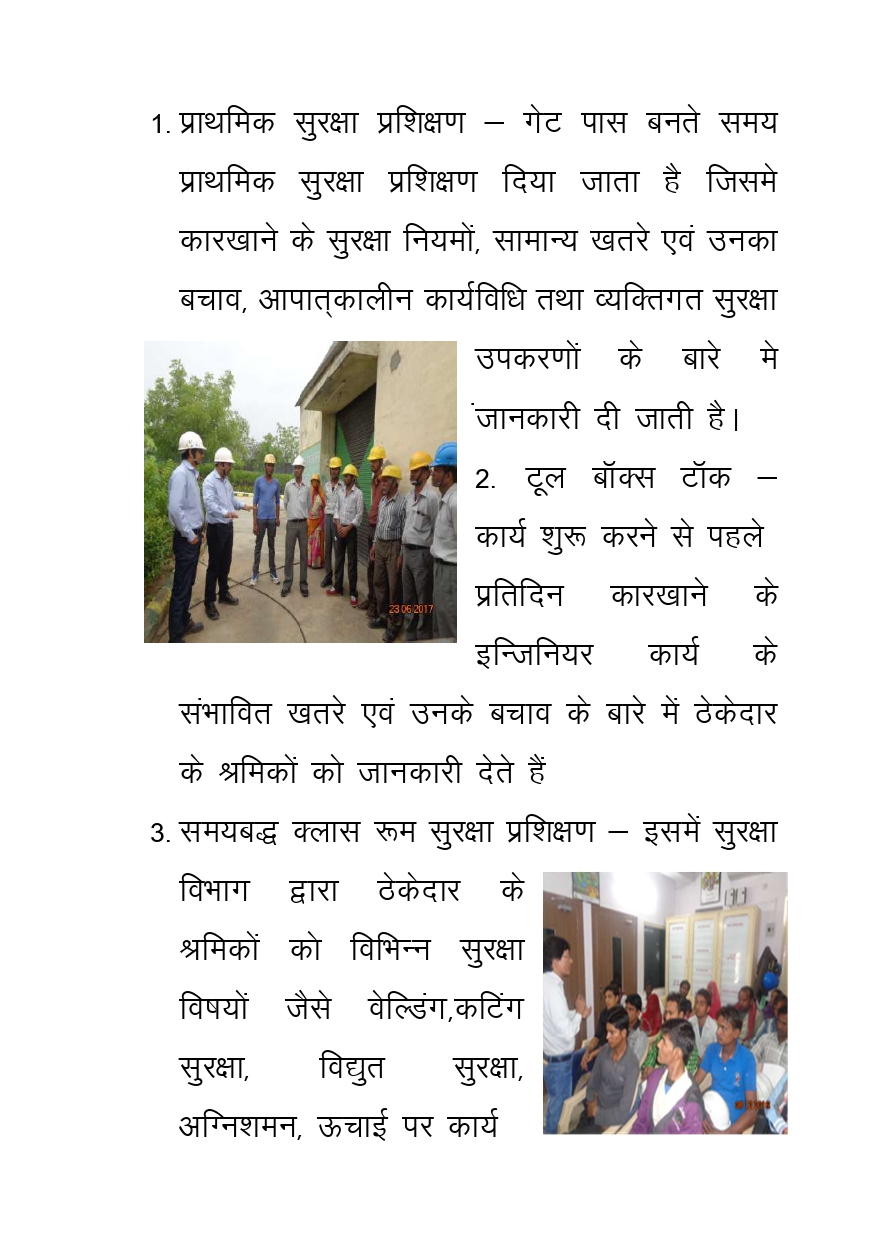 1. प्राथमिक सुरक्षा प्रशिक्षण – गेट पास बनते समय
प्राथमिक सुरक्षा प्रशिक्षण दिया जाता है जिसमे
कारखाने के सुरक्षा नियमों, सामान्य खतरे एवं उनका
बचाव, आपात्कालीन कार्यविधि तथा व्यक्तिगत सुरक्षा
उपकरणों के बारे मे
ंजानकारी दी जाती है।
2. टूल बॉक्स टॉक –
कार्य शुरू करने से पहले
प्रतिदिन कारखाने के
इन्जिनियर कार्य के
संभावित खतरे एवं उनके बचाव के बारे में ठेकेदार
के श्रमिकों को जानकारी देते हैं
23 06 2017
3. समयबद्ध क्लास रूम सुरक्षा प्रशिक्षण – इसमें सुरक्षा
विभाग द्वारा ठेकेदार के
श्रमिकों को विभिन्न सुरक्षा
विषयों जैसे वेल्डिंग,कटिंग
सुरक्षा, विद्युत सुरक्षा,
अग्निशमन, ऊचाई पर कार्य